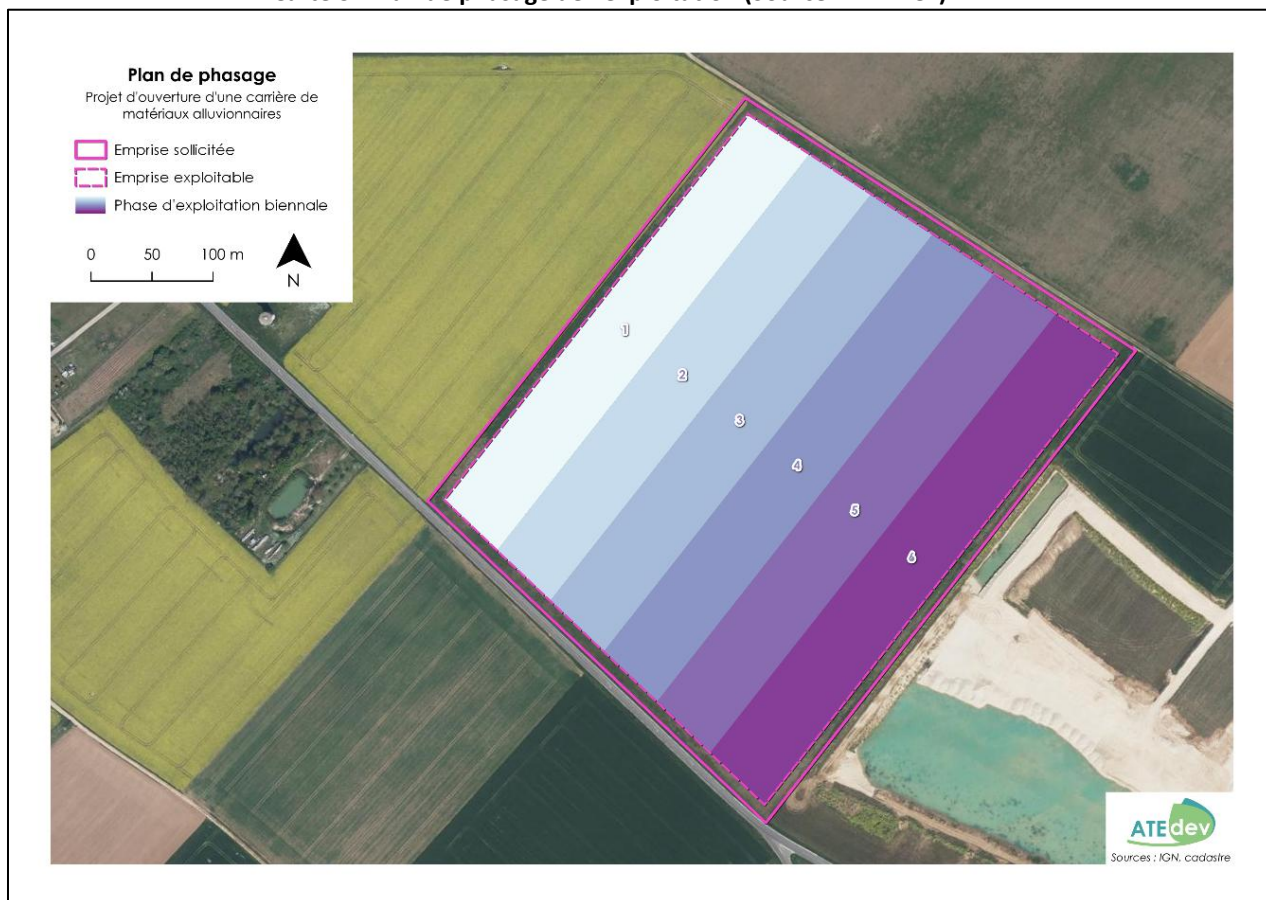 Plan de phasage
Projet d'ouverture d'une carrière de
matériaux alluvionnaires
Emprise sollicitée
Emprise exploitable
Phase d'exploitation biennale
0 50 100 m
N
1
2
3
4
5
6
ATEdev
Sources : IGN, cadastre